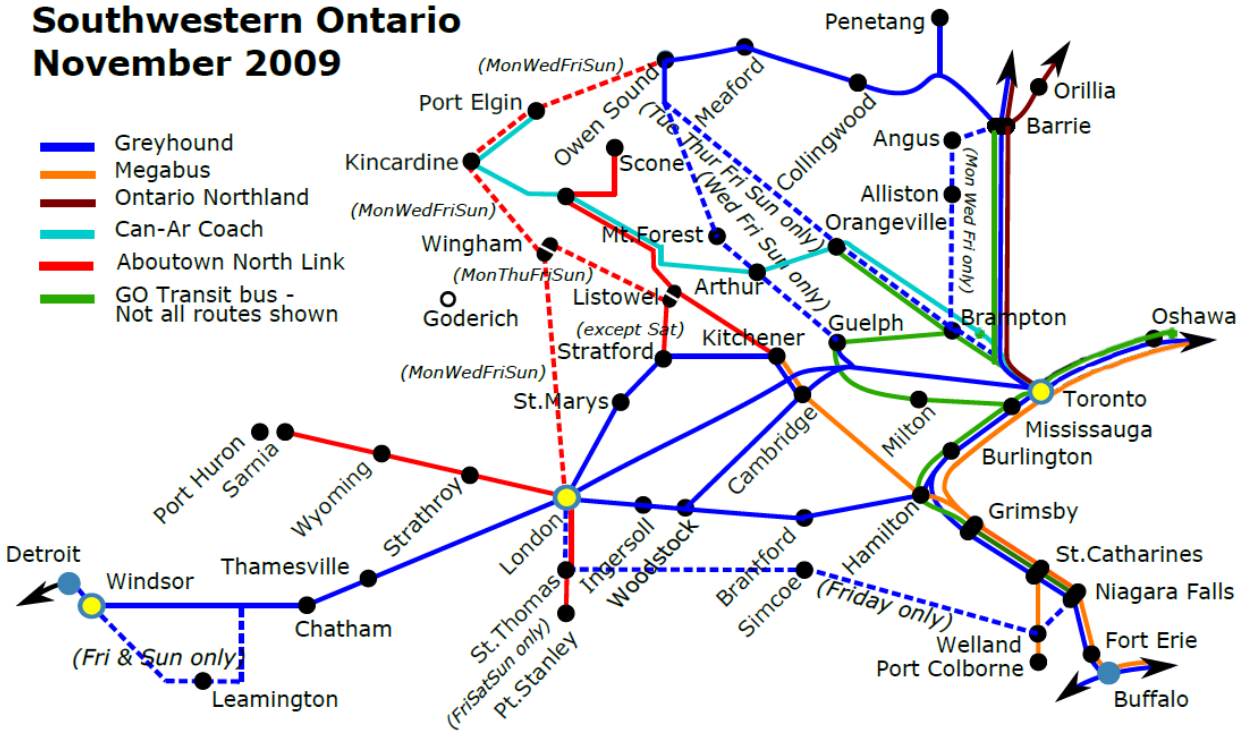 Southwestern Ontario
November 2009
Greyhound
Megabus
Ontario Northland
Can-Ar Coach
Aboutown North Link
GO Transit bus -
Not all routes shown
Penetang
(MonWedFriSun)
Port Elgin
Owen Sound
Meaford
Collingwood
Orillia
Barrie
Angus
Kincardine
Scone
(Tue Thur Fri Sun only)
(Mon Wed Fri only)
Alliston
(MonWedFriSun)
Orangeville
Wingham
Mt.Forest
(Wed Fri Sun only)
(MonThuFriSun)
Arthur
Listowel
Goderich
(except Sat)
Kitchener
Guelph
Brampton
Oshawa
Stratford
(MonWedFriSun)
St.Marys
Cambridge
Milton
Toronto
Mississauga
Burlington
Port Huron
Sarnia
Wyoming
Strathroy
London
Ingersoll
Woodstock
Brantford
Hamilton
Grimsby
St.Catharines
Niagara Falls
Detroit
Windsor
Thamesville
Chatham
(Fri & Sun only)
Leamington
St.Thomas
(FriSatSun only)
Pt.Stanley
Simcoe
(Friday only)
Welland
Port Colborne
Fort Erie
Buffalo